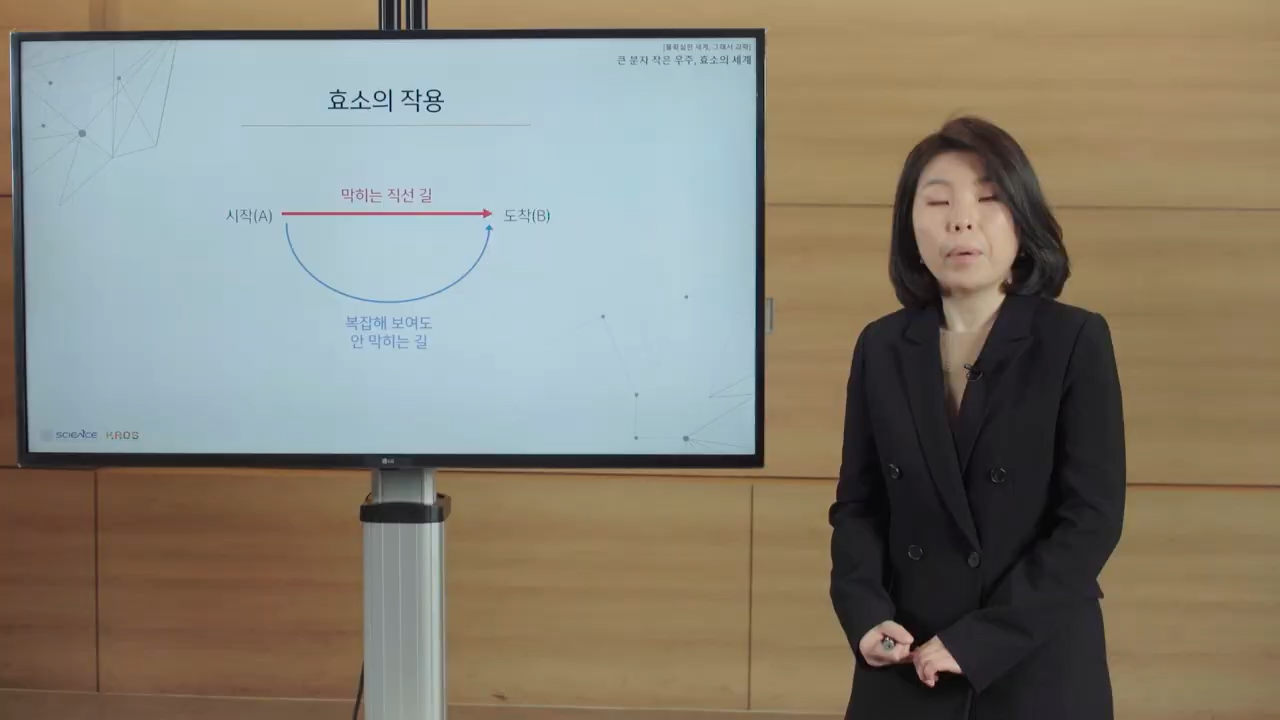 [불확실한 세계, 그래서 과학]
큰 분자 작은 우주, 효소의 세계
효소의 작용
막히는 직선 길
시작(A)
도착(B)
복잡해 보여도
안 막히는 길
SCIENCE KAOS
LG